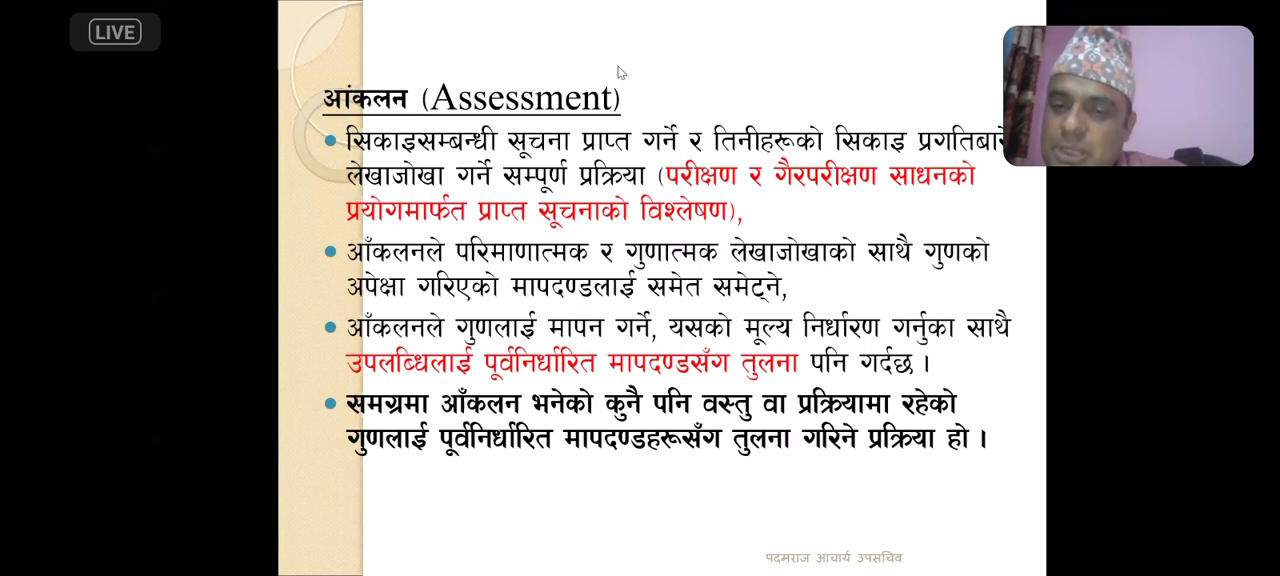 LIVE
आंकलन (Assessment)
सिकाइसम्बन्धी सूचना प्राप्त गर्ने र तिनीहरूको सिकाइ प्रगतिबारे
लेखाजोखा गर्ने सम्पूर्ण प्रक्रिया (परीक्षण र गैरपरीक्षण साधनको
प्रयोगमार्फत प्राप्त सूचनाको विश्लेषण),
आँकलनले परिमाणात्मक र गुणात्मक लेखाजोखाको साथै गुणको
अपेक्षा गरिएको मापदण्डलाई समेत समेट्ने,
आँकलनले गुणलाई मापन गर्ने, यसको मूल्य निर्धारण गर्नुका साथै
उपलब्धिलाई पूर्वनिर्धारित मापदण्डसँग तुलना पनि गर्दछ ।
समग्रमा आँकलन भनेको कुनै पनि वस्तु वा प्रक्रियामा रहेको
गुणलाई पूर्वनिर्धारित मापदण्डहरूसँग तुलना गरिने प्रक्रिया हो ।
पदमराज आचार्य उपसचिव